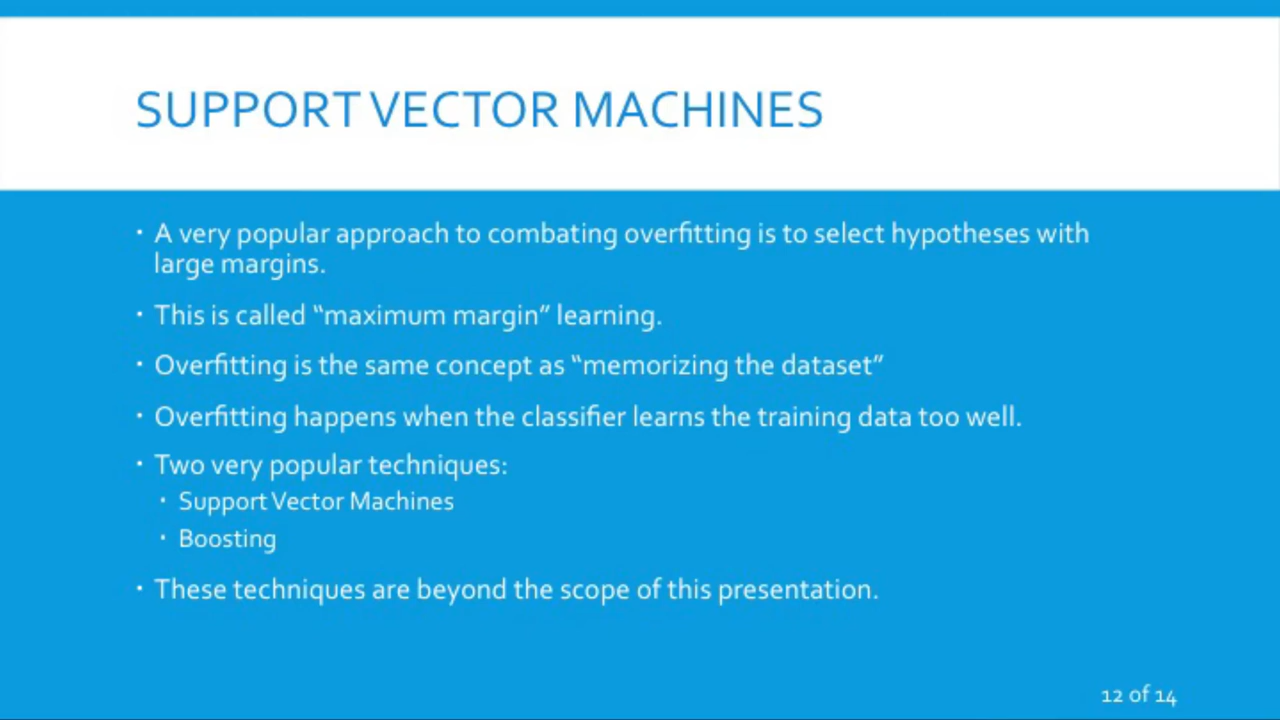 SUPPORT VECTOR MACHINES
• A very popular approach to combating overfitting is to select hypotheses with
large margins.
• This is called “maximum margin” learning.
• Overfitting is the same concept as “memorizing the dataset”
• Overfitting happens when the classifier learns the training data too well.
• Two very popular techniques:
• Support Vector Machines
• Boosting
• These techniques are beyond the scope of this presentation.
12 of 14